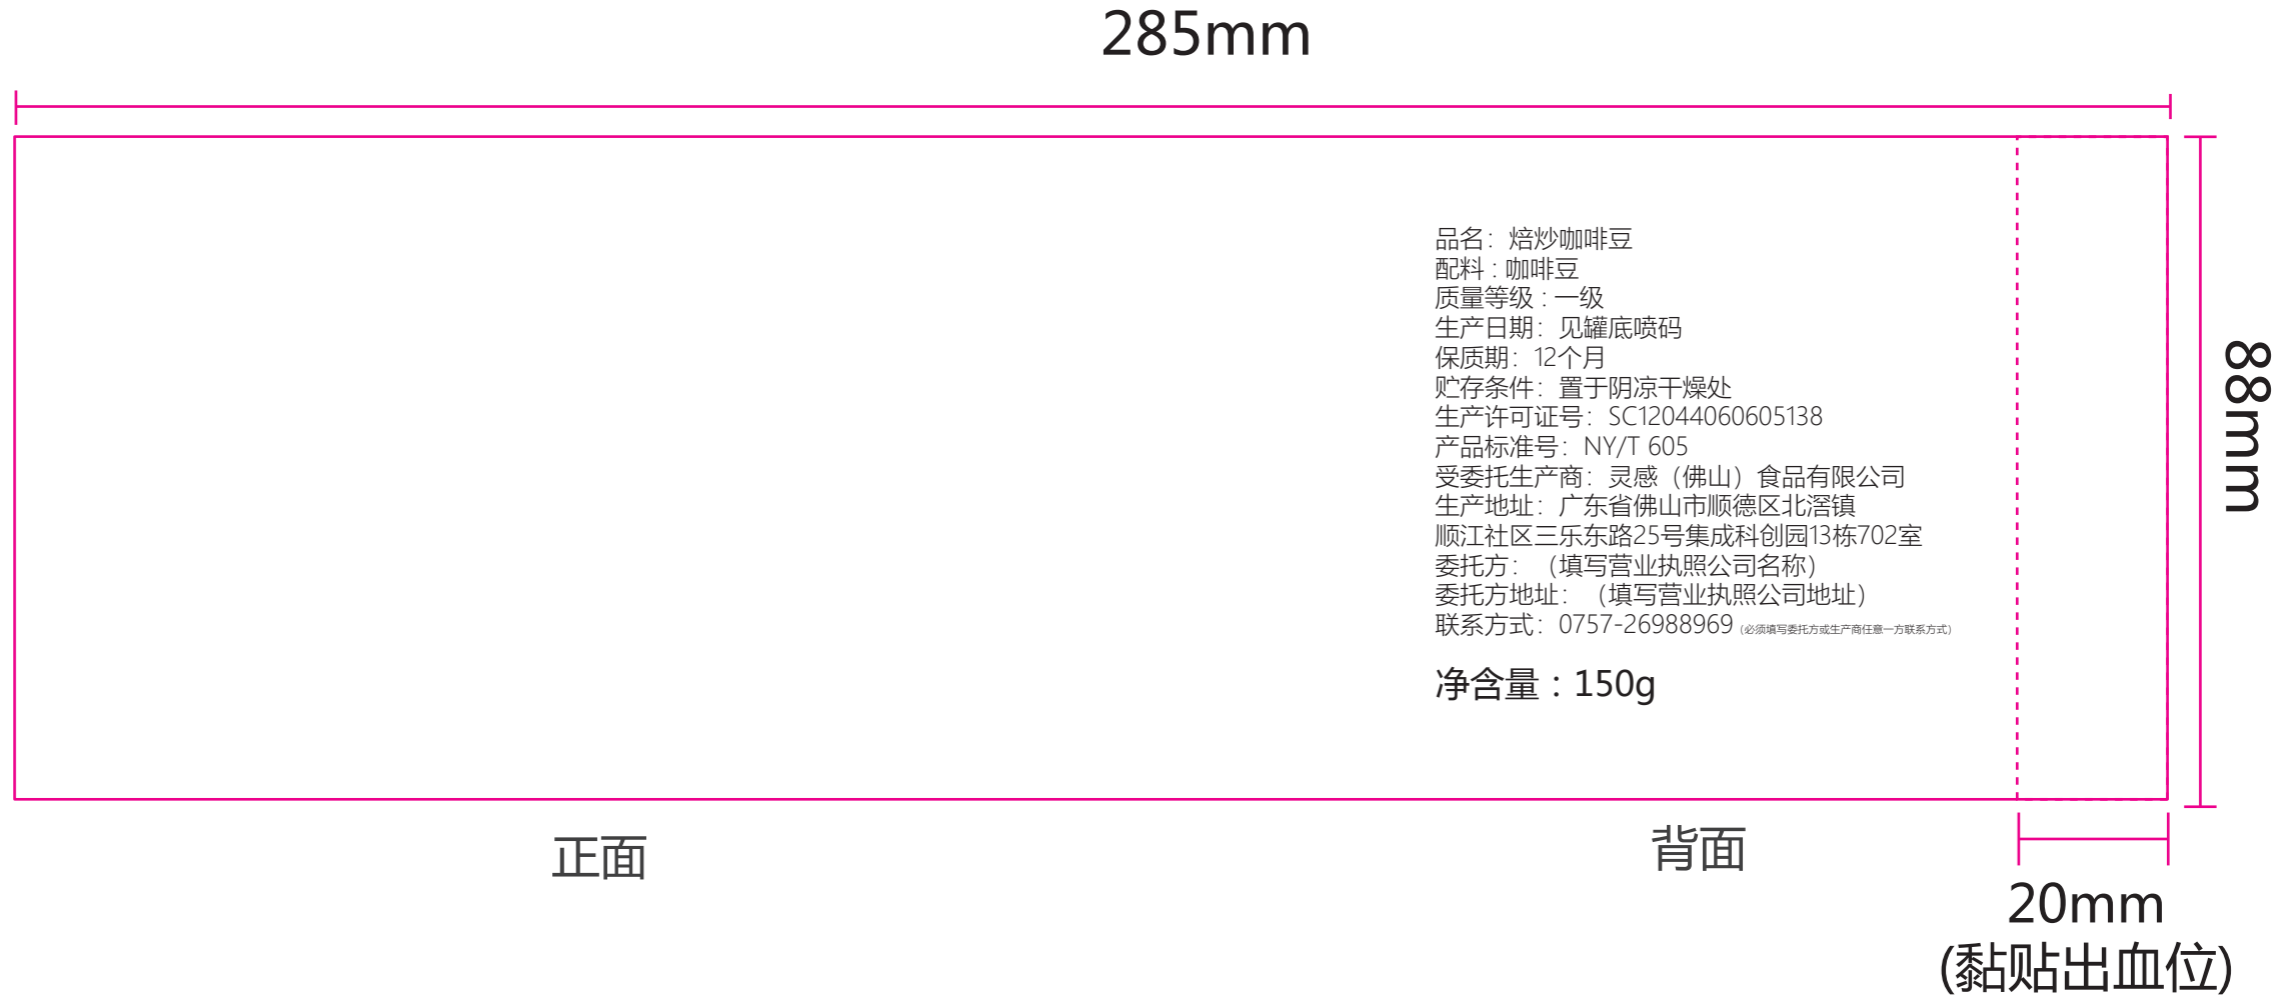 285mm
品名：焙炒咖啡豆
配料 : 咖啡豆
质量等级 : 一级
生产日期：见罐底喷码
保质期：12个月
贮存条件：置于阴凉干燥处
生产许可证号：SC12044060605138
产品标准号：NY/T 605
受委托生产商：灵感（佛山）食品有限公司
生产地址：广东省佛山市顺德区北滘镇
顺江社区三乐东路25号集成科创园13栋702室
委托方：（填写营业执照公司名称）
委托方地址：（填写营业执照公司地址）
联系方式：0757-26988969（必须填写委托方或生产商任意一方联系方式）
净含量：150g
88mm
正面
背面
20mm
(黏贴出血位)